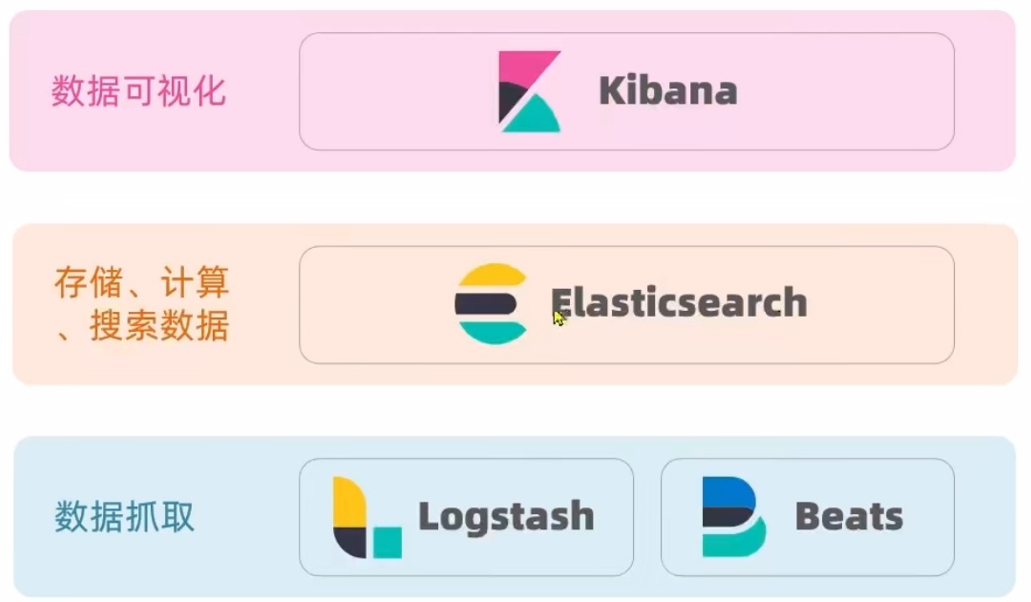 数据可视化
Kibana
存储、计算
、搜索数据
Elasticsearch
数据抓取
Logstash
Beats